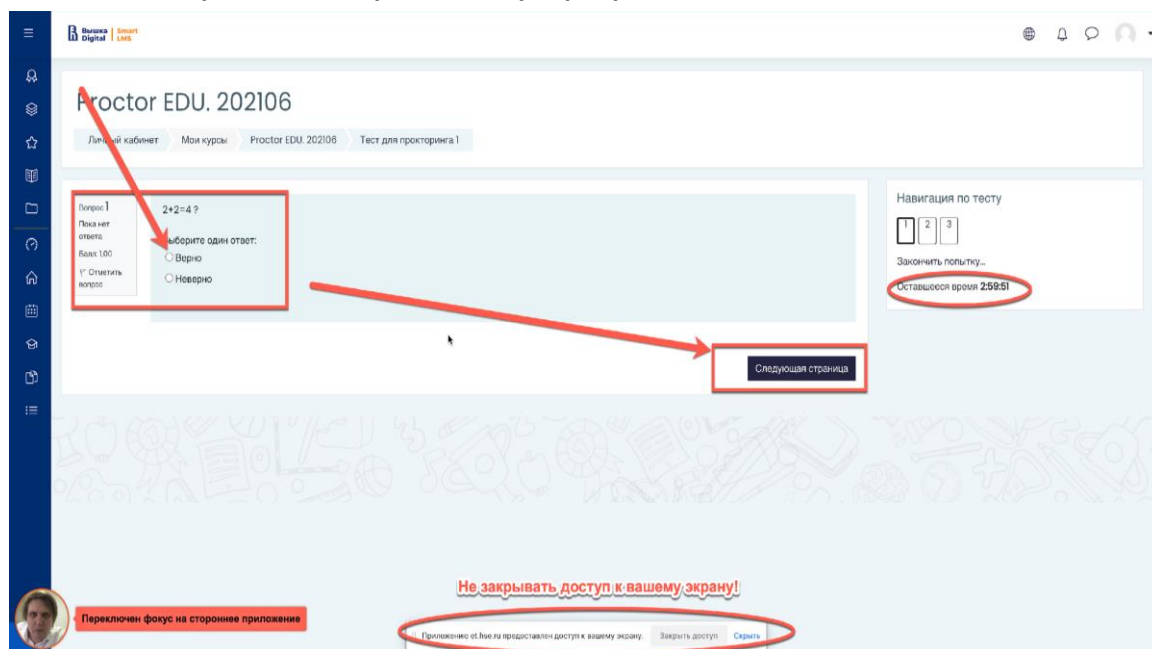 Вышка Digital | Smart LMS
Proctor EDU. 202106
Личный кабинет Мои курсы Proctor EDU. 202106 Тест для прокторинга 1
Вопрос 1
Пока нет
ответа
Балл: 1,00
Отметить
вопрос
2+2=4 ?
Выберите один ответ:
Верно
Неверно
Следующая страница
Навигация по тесту
1 2 3
Закончить попытку...
Оставшееся время 2:59:51
Не закрывать доступ к вашему экрану!
Переключен фокус на стороннее приложение
Приложению et.hse.ru предоставлен доступ к вашему экрану. Закрыть доступ Скрыть